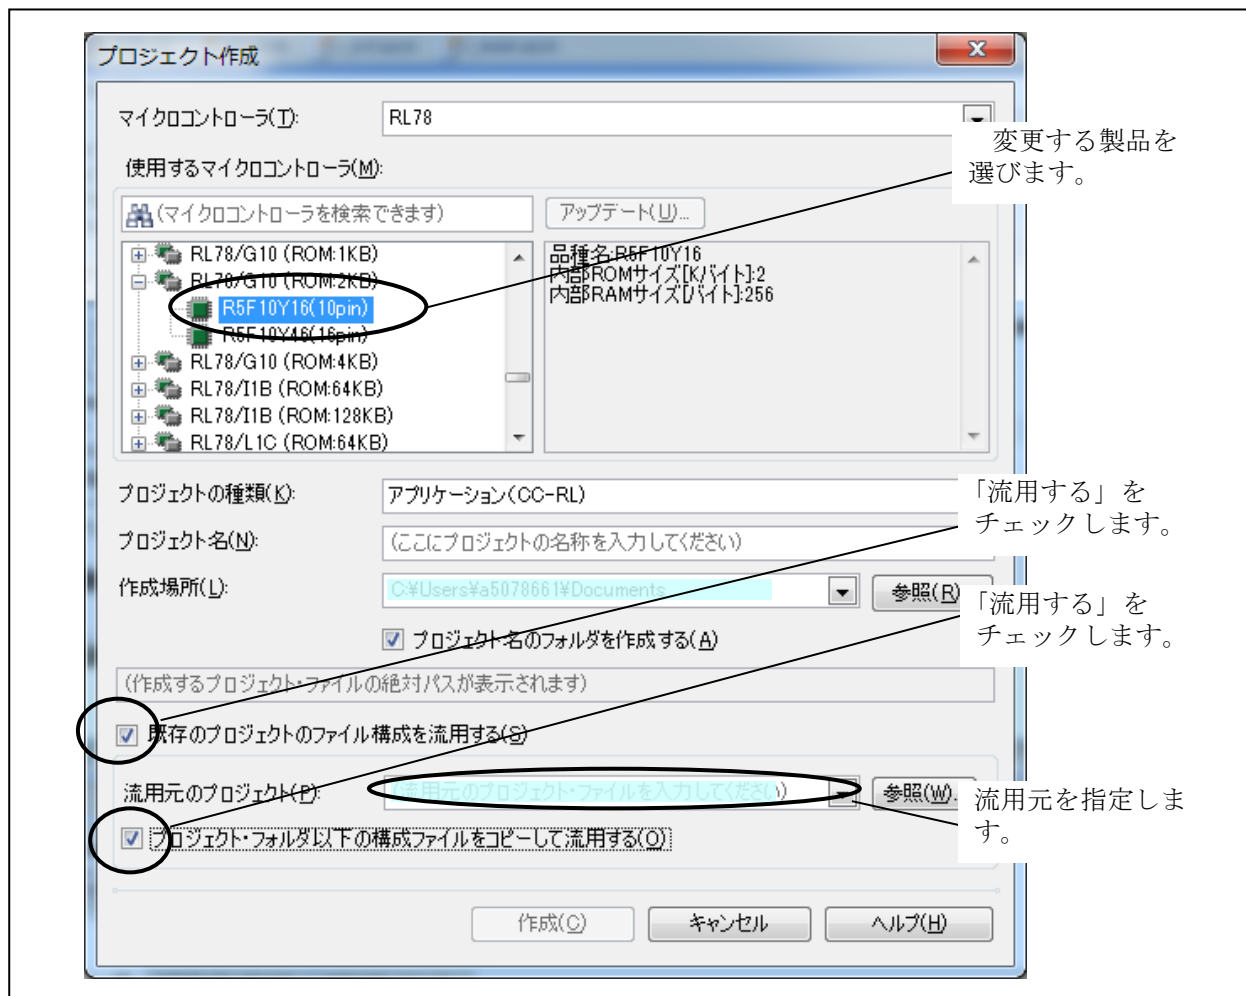 プロジェクト作成
マイクロコントローラ(T):
RL78
変更する製品を
選びます。
使用するマイクロコントローラ(M):
(マイクロコントローラを検索できます)
アップデート(U)...
RL78/G10 (ROM:1KB)
RL78/G10 (ROM:2KB)
R5F10Y16(10pin)
R5F10Y46(16pin)
RL78/G10 (ROM:4KB)
RL78/I1B (ROM:64KB)
RL78/I1B (ROM:128KB)
RL78/L1C (ROM:64KB)
品種名:R5F10Y16
内部ROMサイズ[Kバイト]:2
内部RAMサイズ[バイト]:256
プロジェクトの種類(K):
アプリケーション(CC-RL)
「流用する」を
チェックします。
プロジェクト名(N):
(ここにプロジェクトの名称を入力してください)
作成場所(L):
C:¥Users¥a5078661¥Documents
参照(R)
「流用する」を
チェックします。
プロジェクト名のフォルダを作成する(A)
(作成するプロジェクト・ファイルの絶対パスが表示されます)
既存のプロジェクトのファイル構成を流用する(S)
流用元のプロジェクト(P):
(流用元のプロジェクト・ファイルを入力してください)
参照(W)..
流用元を指定しま
す。
プロジェクト・フォルダ以下の構成ファイルをコピーして流用する(O)
作成(C)
キャンセル
ヘルプ(H)